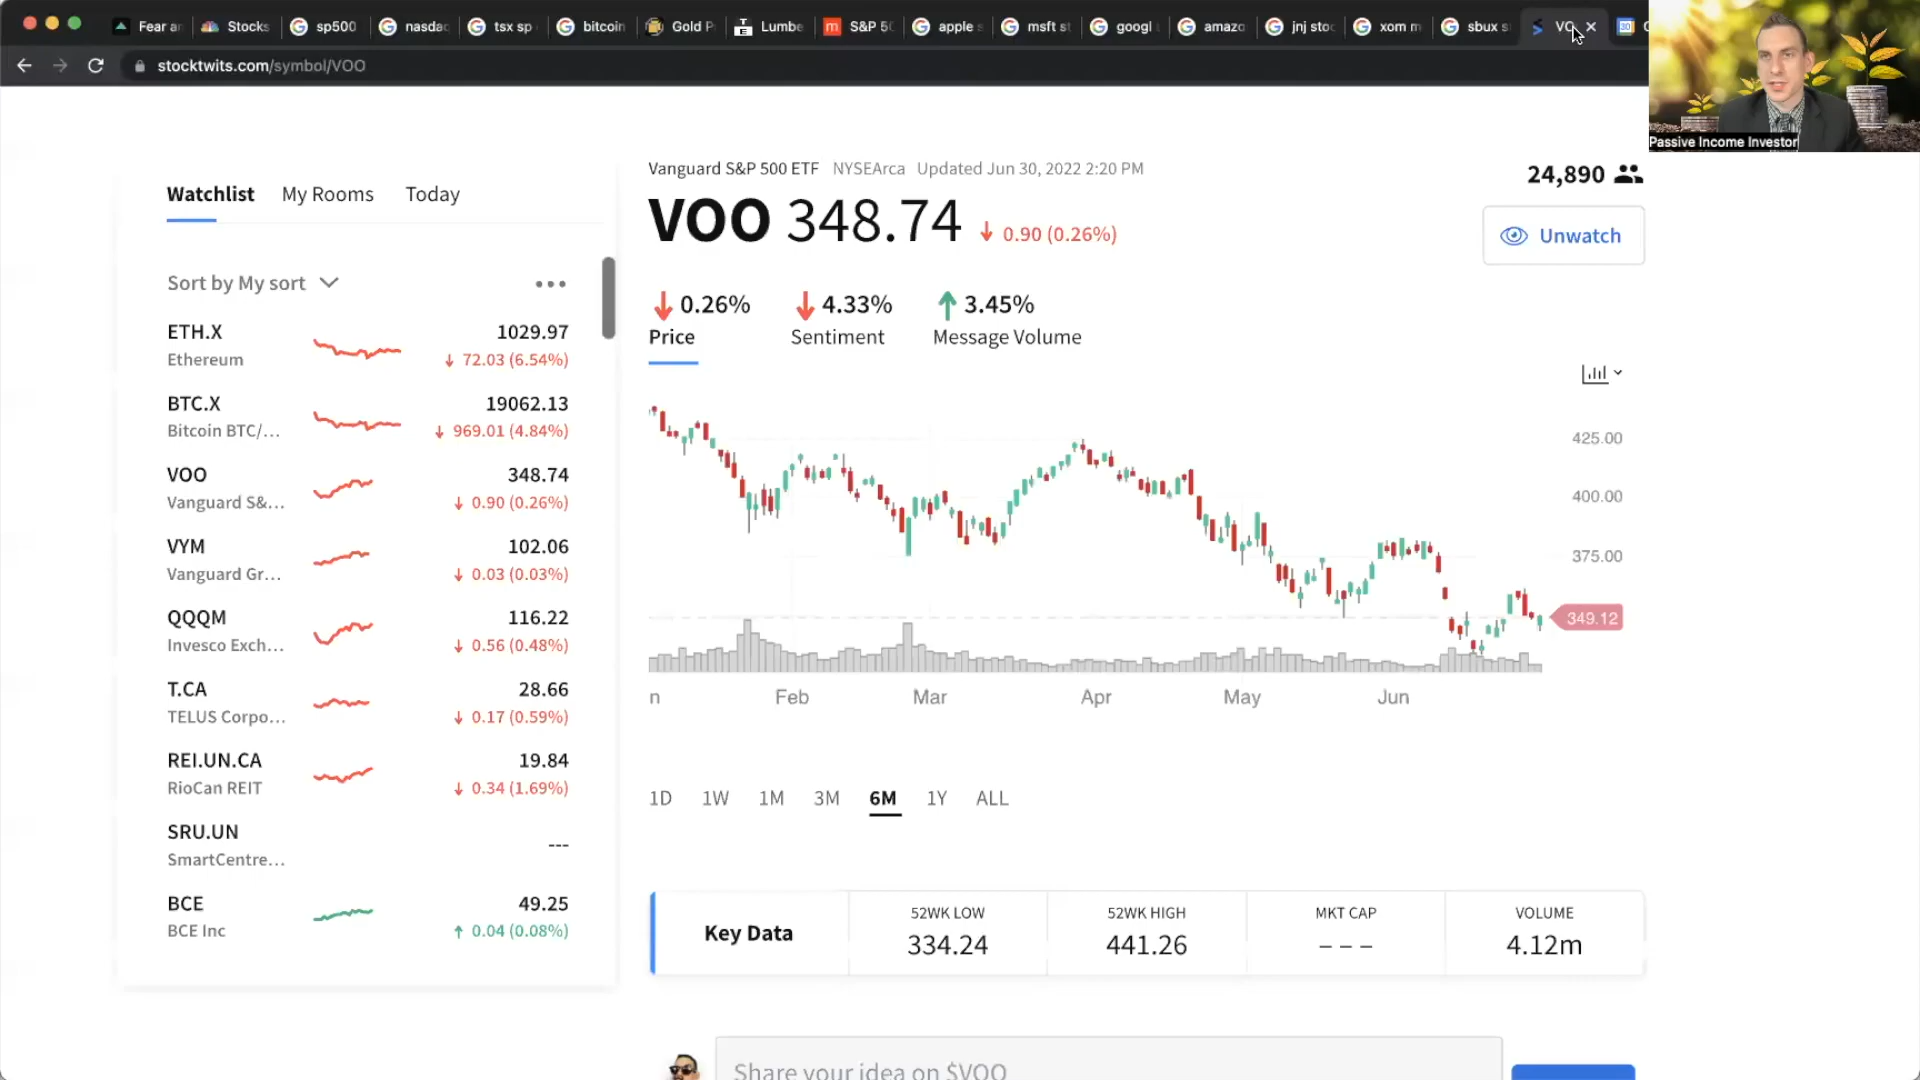 Fear an
Stocks
sp500
nasdaq
tsx sp
bitcoin
Gold P
Lumbe
S&P 50
apple s
msft st
googl
amazo
jnj stoc
xom m
sbux s
VO
stocktwits.com/symbol/VOO
Passive Income Investor
Watchlist My Rooms Today
Sort by My sort
ETH.X 1029.97
Ethereum ↓ 72.03 (6.54%)
BTC.X 19062.13
Bitcoin BTC/... ↓ 969.01 (4.84%)
VOO 348.74
Vanguard S&... ↓ 0.90 (0.26%)
VYM 102.06
Vanguard Gr... ↓ 0.03 (0.03%)
QQQM 116.22
Invesco Exch... ↓ 0.56 (0.48%)
T.CA 28.66
TELUS Corpo... ↓ 0.17 (0.59%)
REI.UN.CA 19.84
RioCan REIT ↓ 0.34 (1.69%)
SRU.UN ---
SmartCentre...
BCE 49.25
BCE Inc ↑ 0.04 (0.08%)
Vanguard S&P 500 ETF NYSEArca Updated Jun 30, 2022 2:20 PM
24,890
VOO 348.74 ↓ 0.90 (0.26%)
Unwatch
↓ 0.26% ↓ 4.33% ↑ 3.45%
Price Sentiment Message Volume
425.00
400.00
375.00
349.12
n Feb Mar Apr May Jun
1D 1W 1M 3M 6M 1Y ALL
Key Data
52WK LOW 52WK HIGH MKT CAP VOLUME
334.24 441.26 --- 4.12m
Share your idea on $VOO